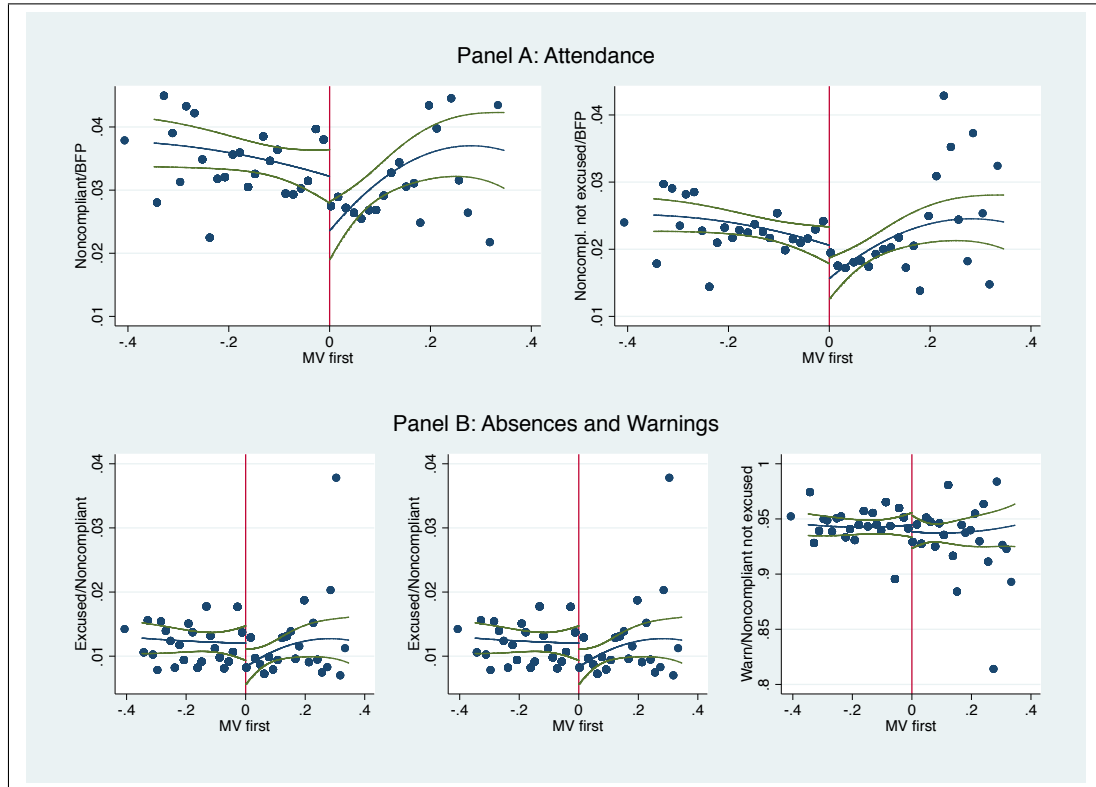 Panel A: Attendance
Noncompliant/BFP
.01 .02 .03 .04
-.4 -.2 0 .2 .4
MV first
Noncompl. not excused/BFP
.01 .02 .03 .04
-.4 -.2 0 .2 .4
MV first
Panel B: Absences and Warnings
Excused/Noncompliant
.01 .02 .03 .04
-.4 -.2 0 .2 .4
MV first
Excused/Noncompliant
.01 .02 .03 .04
-.4 -.2 0 .2 .4
MV first
Warn/Noncompliant not excused
.8 .85 .9 .95 1
-.4 -.2 0 .2 .4
MV first